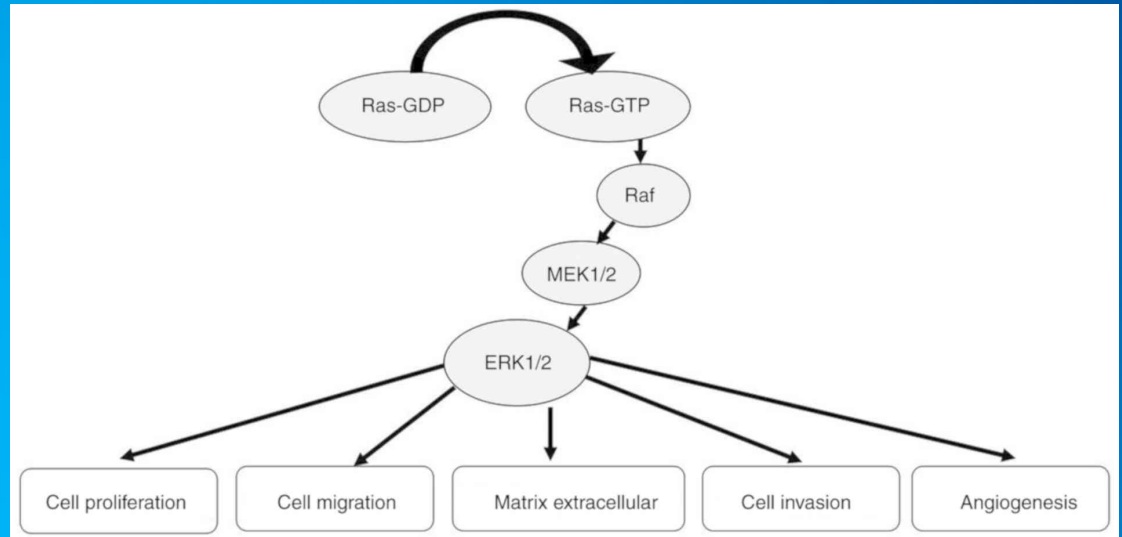 Ras-GDP
Ras-GTP
Raf
MEK1/2
ERK1/2
Cell proliferation
Cell migration
Matrix extracellular
Cell invasion
Angiogenesis